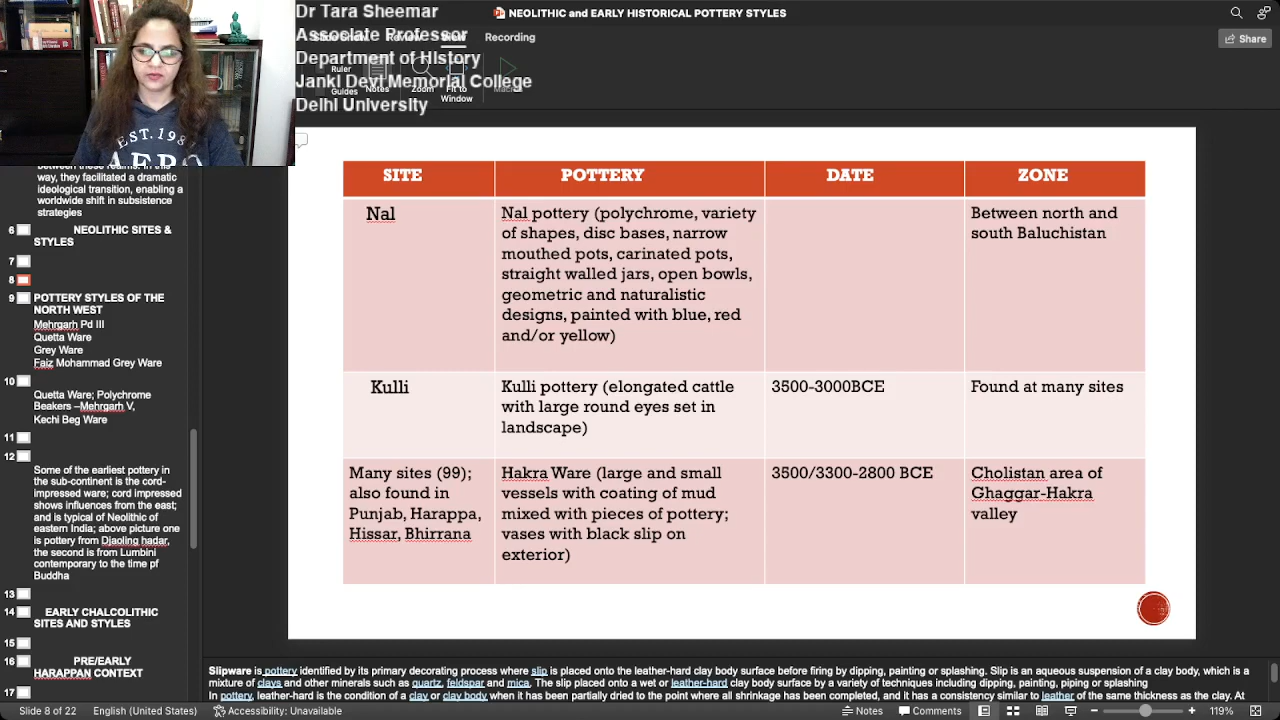 Dr Tara Sheemar
Associate Professor
Department of History
Janki Devi Memorial College
Delhi University
EST. 198
AERO
NEOLITHIC and EARLY HISTORICAL POTTERY STYLES
Recording
Share
Ruler
Guides
Notes
Zoom
Fit to
Window
between these realms. In this
way, they facilitated a dramatic
ideological transition, enabling a
worldwide shift in subsistence
strategies
6 NEOLITHIC SITES &
STYLES
7
8
9 POTTERY STYLES OF THE
NORTH WEST
Mehrgarh Pd III
Quetta Ware
Grey Ware
Faiz Mohammad Grey Ware
10
Quetta Ware; Polychrome
Beakers –Mehrgarh V,
Kechi Beg Ware
11
12
Some of the earliest pottery in
the sub-continent is the cord-
impressed ware; cord impressed
shows influences from the east;
and is typical of Neolithic of
eastern India; above picture one
is pottery from Djaoling hadar,
the second is from Lumbini
contemporary to the time pf
Buddha
13
14 EARLY CHALCOLITHIC
SITES AND STYLES
15
16 PRE/EARLY
HARAPPAN CONTEXT
17
SITE POTTERY DATE ZONE
Nal
Nal pottery (polychrome, variety
of shapes, disc bases, narrow
mouthed pots, carinated pots,
straight walled jars, open bowls,
geometric and naturalistic
designs, painted with blue, red
and/or yellow)
Between north and
south Baluchistan
Kulli
Kulli pottery (elongated cattle
with large round eyes set in
landscape)
3500-3000BCE
Found at many sites
Many sites (99);
also found in
Punjab, Harappa,
Hissar, Bhirrana
Hakra Ware (large and small
vessels with coating of mud
mixed with pieces of pottery;
vases with black slip on
exterior)
3500/3300-2800 BCE
Cholistan area of
Ghaggar-Hakra
valley
Slipware is pottery identified by its primary decorating process where slip is placed onto the leather-hard clay body surface before firing by dipping, painting or splashing. Slip is an aqueous suspension of a clay body, which is a
mixture of clays and other minerals such as quartz, feldspar and mica. The slip placed onto a wet or leather-hard clay body surface by a variety of techniques including dipping, painting, piping or splashing
In pottery, leather-hard is the condition of a clay or clay body when it has been partially dried to the point where all shrinkage has been completed, and it has a consistency similar to leather of the same thickness as the clay. At
Slide 8 of 22 English (United States) Accessibility: Unavailable Notes Comments 119%